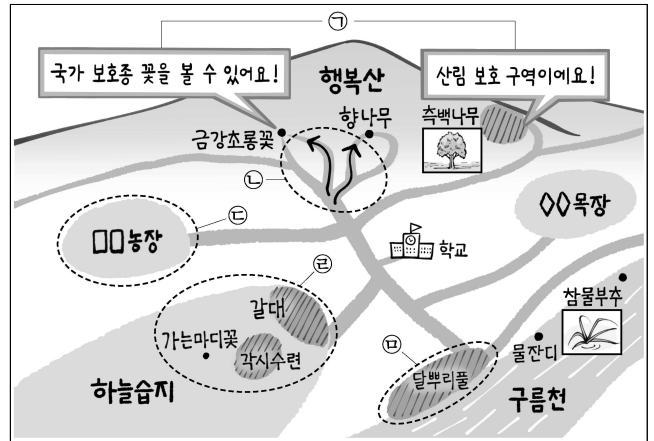 ㉠
국가 보호종 꽃을 볼 수 있어요!
행복산
산림 보호 구역이에요!
금강초롱꽃
향나무
측백나무
㉡
㉢
□□농장
◇◇목장
학교
㉣
갈대
가는마디꽃
각시수련
하늘습지
㉤
달뿌리풀
참물부추
물잔디
구름천